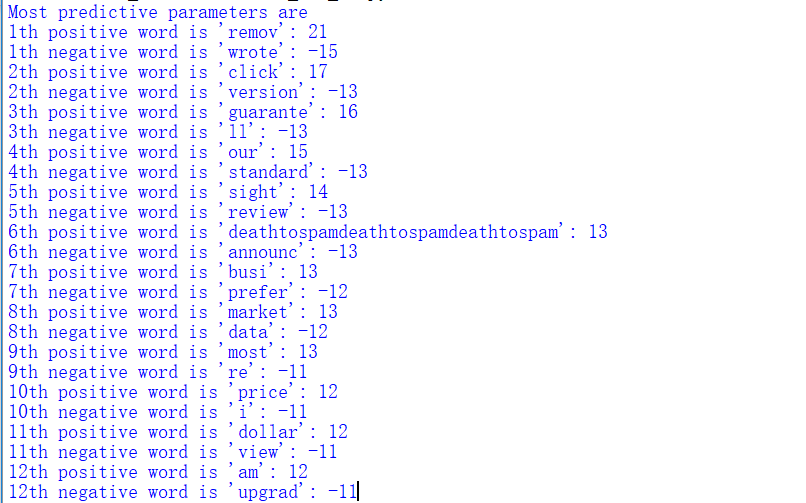 Most predictive parameters are
1th positive word is 'remov': 21
1th negative word is 'wrote': -15
2th positive word is 'click': 17
2th negative word is 'version': -13
3th positive word is 'guarante': 16
3th negative word is 'll': -13
4th positive word is 'our': 15
4th negative word is 'standard': -13
5th positive word is 'sight': 14
5th negative word is 'review': -13
6th positive word is 'deathtospamdeathtospamdeathtospam': 13
6th negative word is 'announc': -13
7th positive word is 'busi': 13
7th negative word is 'prefer': -12
8th positive word is 'market': 13
8th negative word is 'data': -12
9th positive word is 'most': 13
9th negative word is 're': -11
10th positive word is 'price': 12
10th negative word is 'i': -11
11th positive word is 'dollar': 12
11th negative word is 'view': -11
12th positive word is 'am': 12
12th negative word is 'upgrad': -11